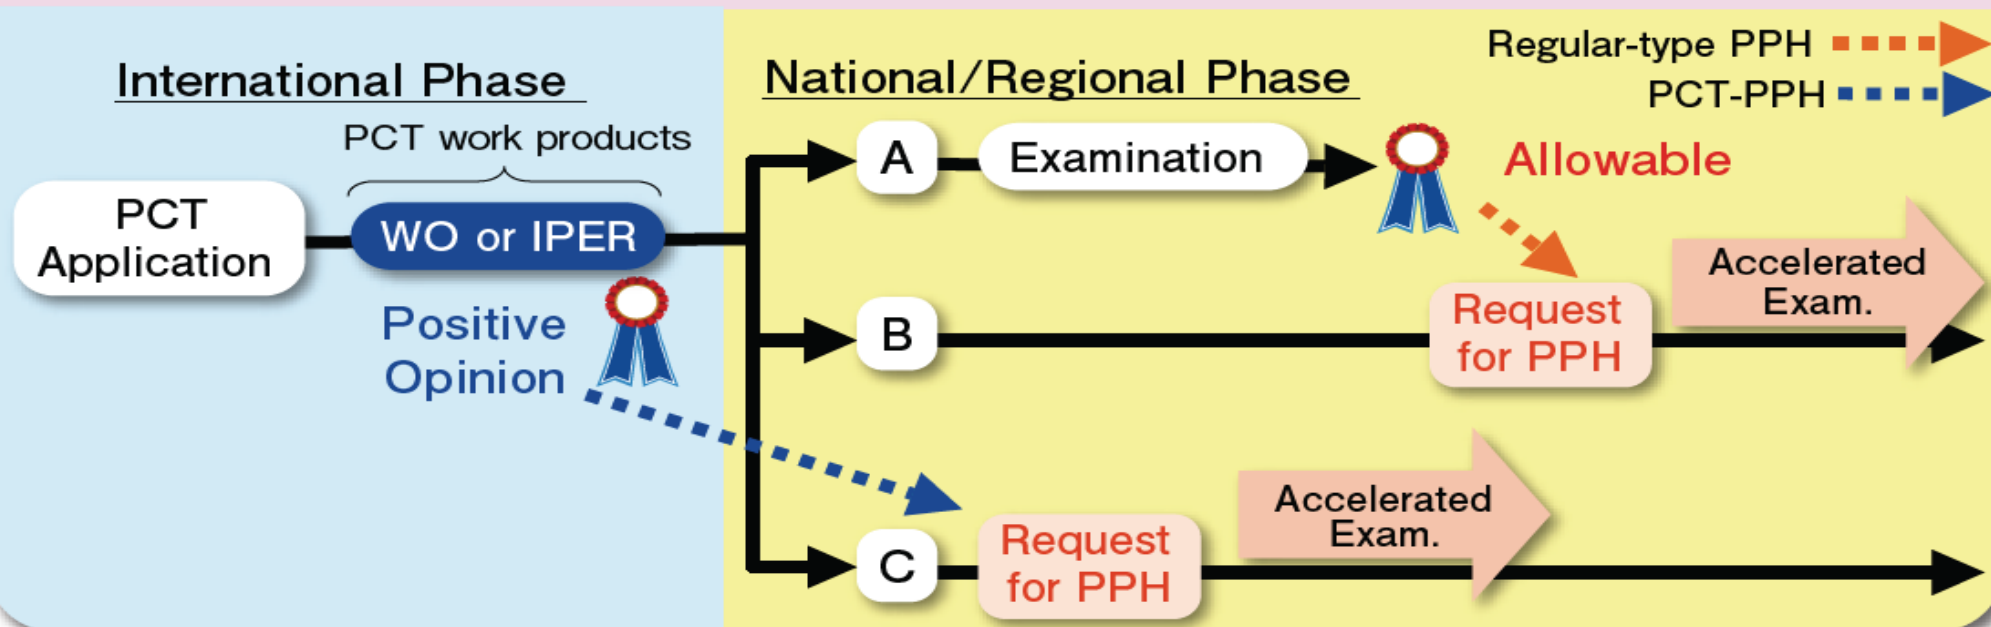 International Phase
PCT work products
PCT
Application
WO or IPER
Positive
Opinion
National/Regional Phase
Regular-type PPH
PCT-PPH
A
Examination
Allowable
B
Request
for PPH
Accelerated
Exam.
C
Request
for PPH
Accelerated
Exam.